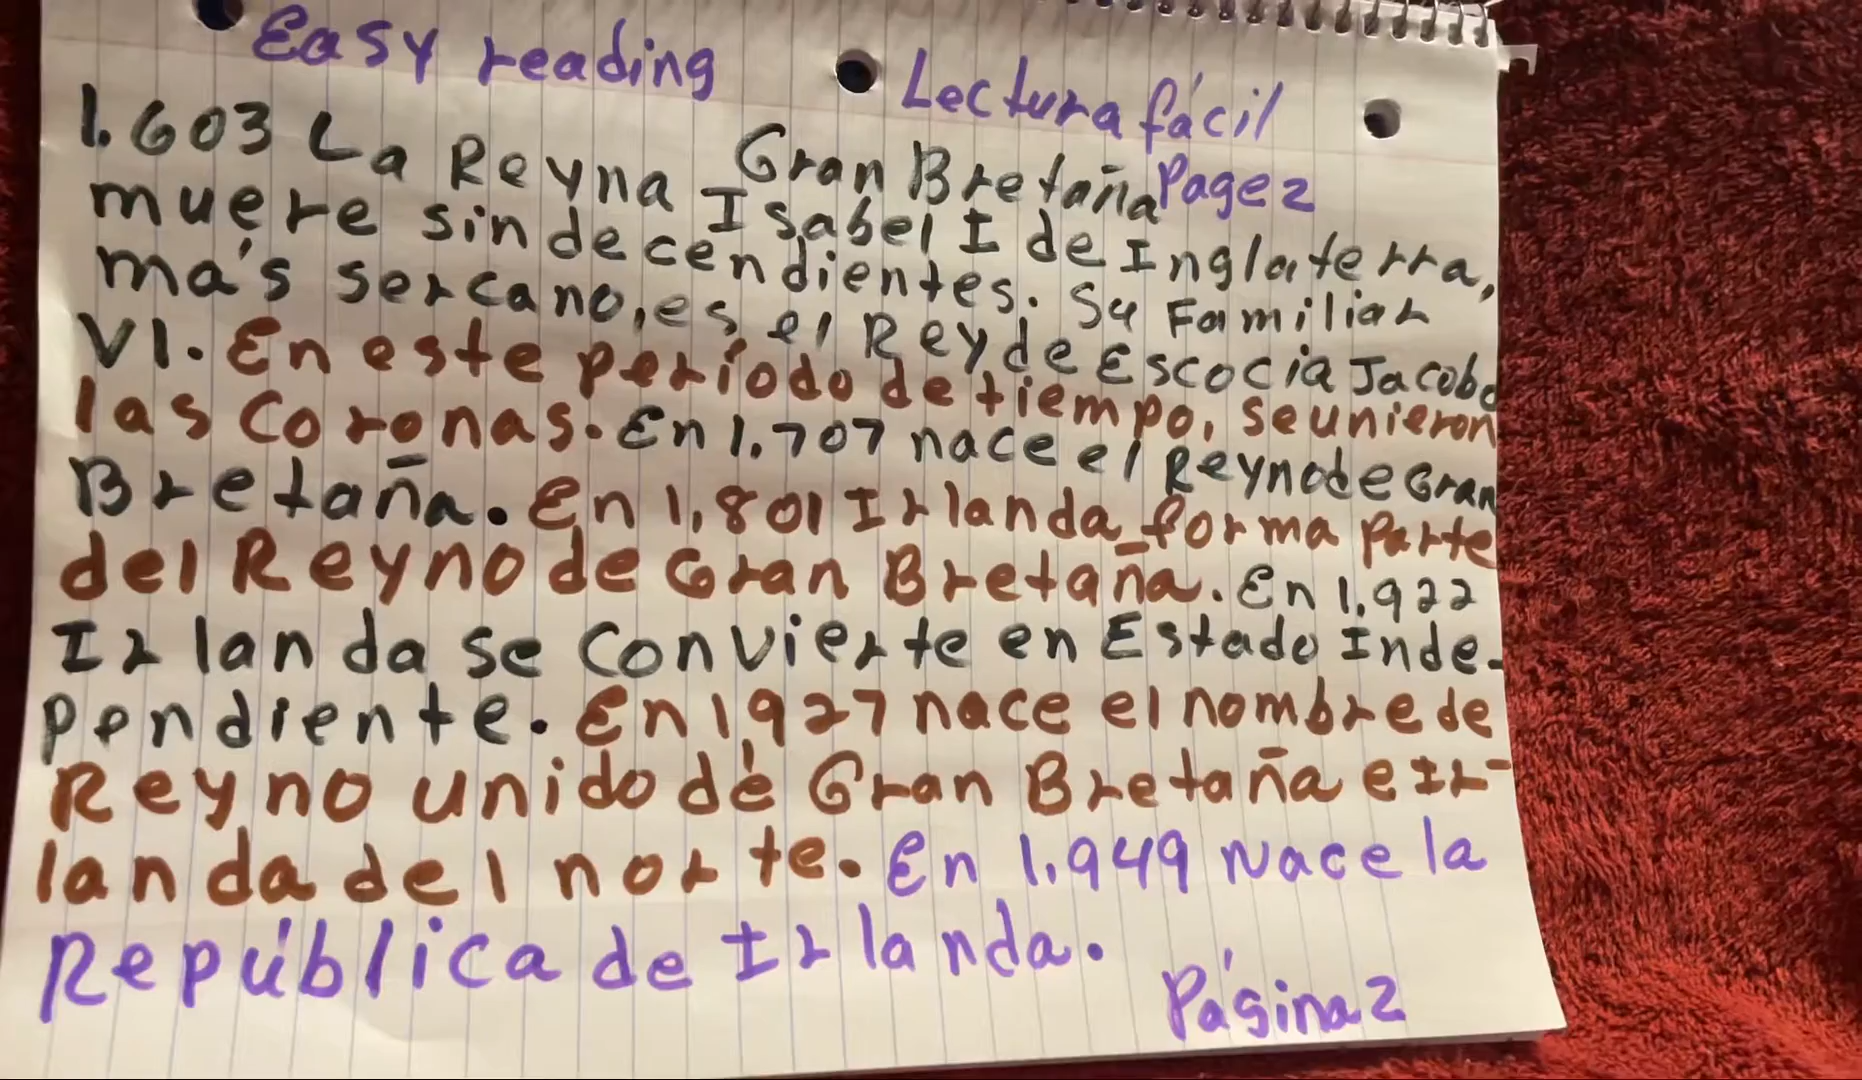 Easy reading
Lectura fácil
Gran Bretaña Page 2
1.603 La Reyna Isabel I de Inglaterra,
muere sin decendientes. Su Familiar
más sercano, es el Rey de Escocia Jacobo
VI. En este período de tiempo, se unieron
las Coronas. En 1.707 nace el Reyno de Gran
Bretaña. En 1,801 Irlanda forma Parte
del Reyno de Gran Bretaña. En 1,922
Irlanda se convierte en Estado Inde-
pendiente. En 1,927 nace el nombre de
Reyno unido de Gran Bretaña e Ir-
landa del norte. En 1.949 Nace la
República de Irlanda.
Página 2